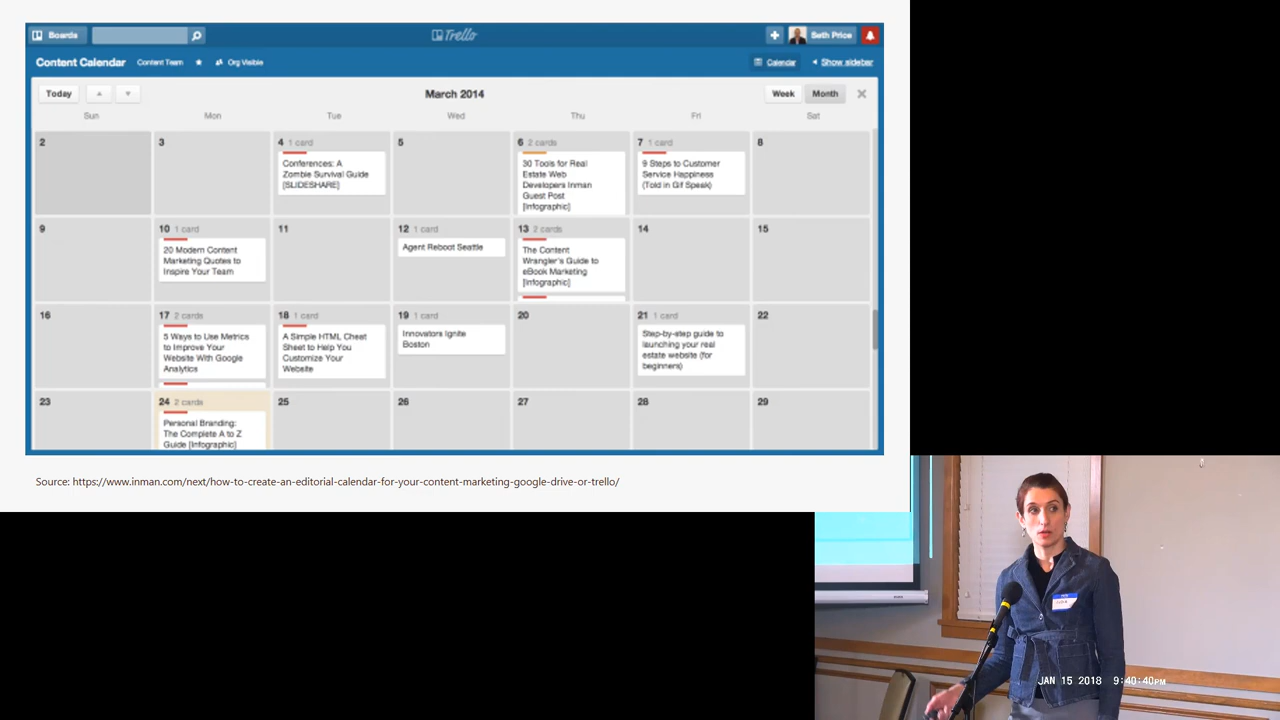 Boards
Trello
Seth Price
Content Calendar
Content Team
Org Visible
Calendar
Show sidebar
Today
March 2014
Week
Month
Sun
Mon
Tue
Wed
Thu
Fri
Sat
2
3
4 1 card
Conferences: A
Zombie Survival Guide
[SLIDESHARE]
5
6 2 cards
30 Tools for Real
Estate Web
Developers Inman
Guest Post
[Infographic]
7 1 card
9 Steps to Customer
Service Happiness
(Told in Gif Speak)
8
9
10 1 card
20 Modern Content
Marketing Quotes to
Inspire Your Team
11
12 1 card
Agent Reboot Seattle
13 2 cards
The Content
Wrangler's Guide to
eBook Marketing
[Infographic]
14
15
16
17 2 cards
5 Ways to Use Metrics
to Improve Your
Website With Google
Analytics
18 1 card
A Simple HTML Cheat
Sheet to Help You
Customize Your
Website
19 1 card
Innovators Ignite
Boston
20
21 1 card
Step-by-step guide to
launching your real
estate website (for
beginners)
22
23
24 2 cards
Personal Branding:
The Complete A to Z
Guide [Infographic]
25
26
27
28
29
Source: https://www.inman.com/next/how-to-create-an-editorial-calendar-for-your-content-marketing-google-drive-or-trello/
JAN 15 2018 9:40:40PM